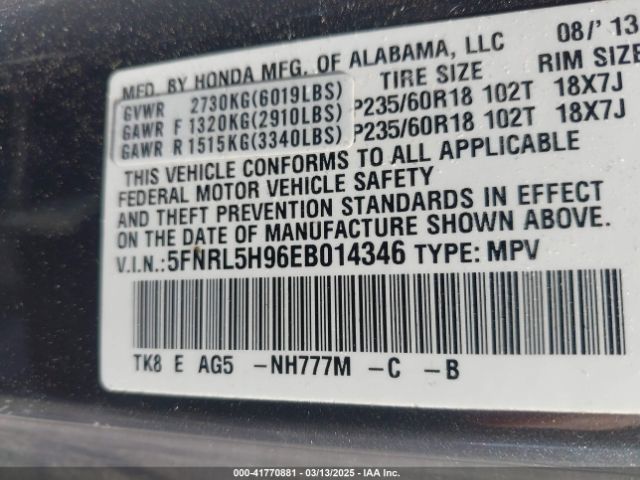 MFD. BY HONDA MFG. OF ALABAMA, LLC 08/' 13
TIRE SIZE RIM SIZE
GVWR 2730KG(6019LBS)
GAWR F 1320KG(2910LBS) P235/60R18 102T 18X7J
GAWR R 1515KG(3340LBS) P235/60R18 102T 18X7J
THIS VEHICLE CONFORMS TO ALL APPLICABLE
FEDERAL MOTOR VEHICLE SAFETY
AND THEFT PREVENTION STANDARDS IN EFFECT
ON THE DATE OF MANUFACTURE SHOWN ABOVE.
V.I.N.: 5FNRL5H96EB014346 TYPE: MPV
TK8 E AG5 -NH777M -C -B
000-41770881 - 03/13/2025 - IAA Inc.